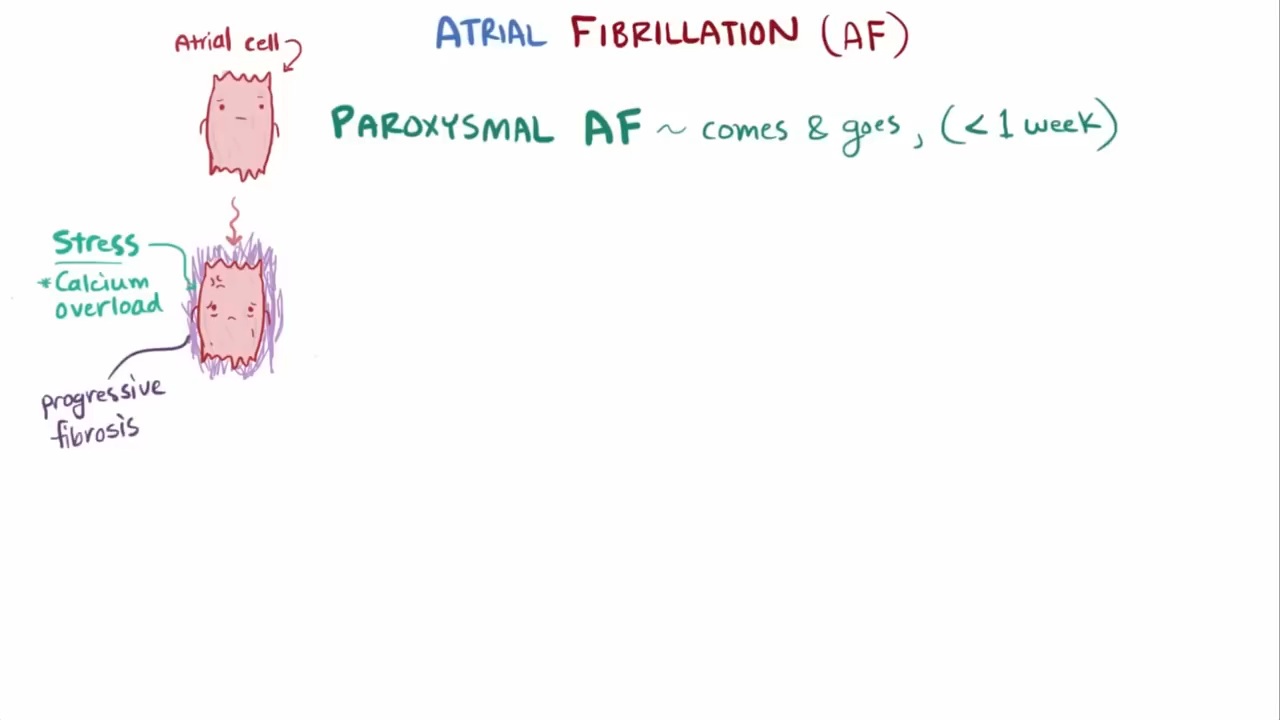 ATRIAL FIBRILLATION (AF)
Atrial cell
PAROXYSMAL AF ~ comes & goes, (< 1 week)
Stress
*Calcium
overload
progressive
fibrosis